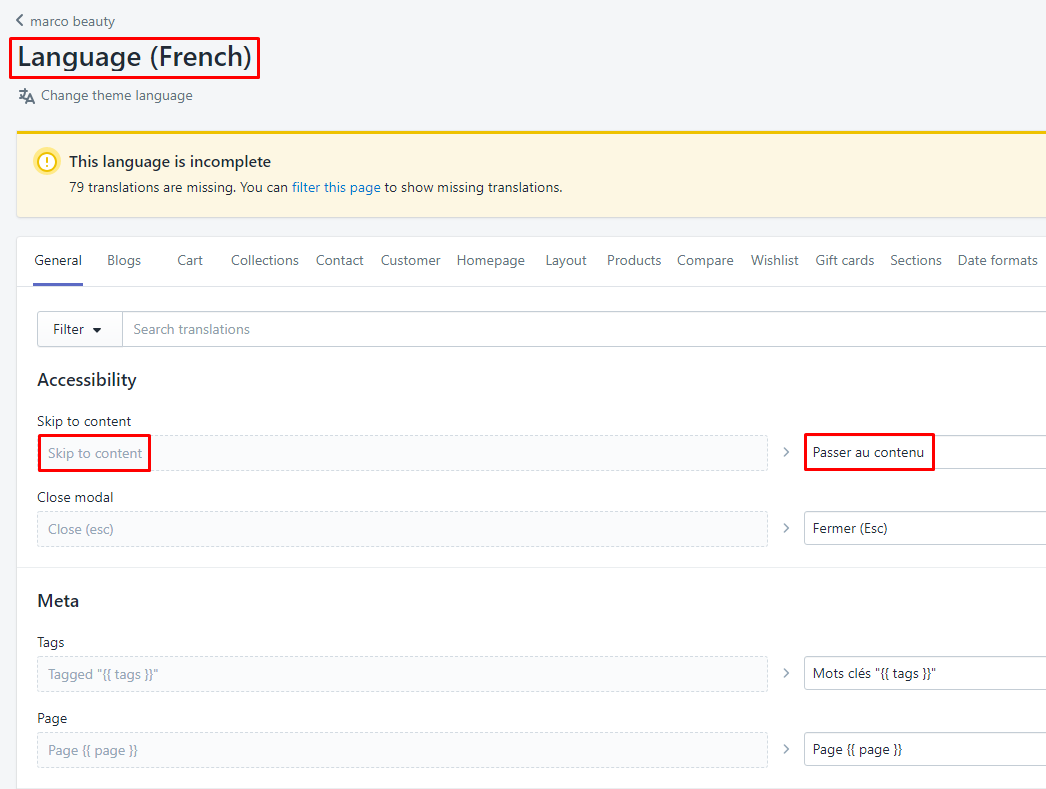 marco beauty
Language (French)
Change theme language
This language is incomplete
79 translations are missing. You can filter this page to show missing translations.
General Blogs Cart Collections Contact Customer Homepage Layout Products Compare Wishlist Gift cards Sections Date formats
Filter Search translations
Accessibility
Skip to content
Skip to content Passer au contenu
Close modal
Close (esc) Fermer (Esc)
Meta
Tags
Tagged "{{ tags }}" Mots clés "{{ tags }}"
Page
Page {{ page }} Page {{ page }}